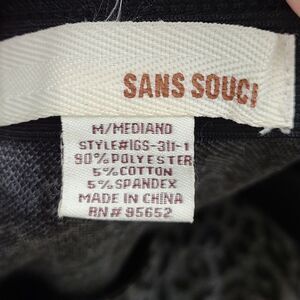 SANS SOUCI
M/MEDIANO
STYLE#IGS-311-1
90%POLYESTER
5%COTTON
5%SPANDEX
MADE IN CHINA
RN# 95652